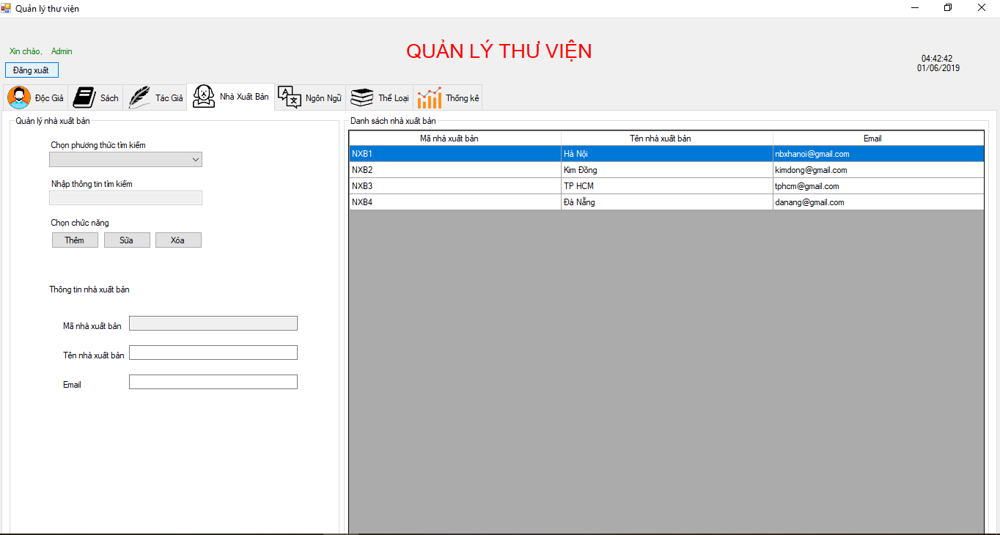 Quản lý thư viện
QUẢN LÝ THƯ VIỆN
Xin chào, Admin
Đăng xuất
04:42:42
01/06/2019
Độc Giả Sách Tác Giả Nhà Xuất Bản Ngôn Ngữ Thể Loại Thống kê
Quản lý nhà xuất bản
Chọn phương thức tìm kiếm
Nhập thông tin tìm kiếm
Chọn chức năng
Thêm Sửa Xóa
Thông tin nhà xuất bản
Mã nhà xuất bản
Tên nhà xuất bản
Email
Danh sách nhà xuất bản
Mã nhà xuất bản Tên nhà xuất bản Email
NXB1 Hà Nội nbxhanoi@gmail.com
NXB2 Kim Đồng kimdong@gmail.com
NXB3 TP HCM tphcm@gmail.com
NXB4 Đà Nẵng danang@gmail.com